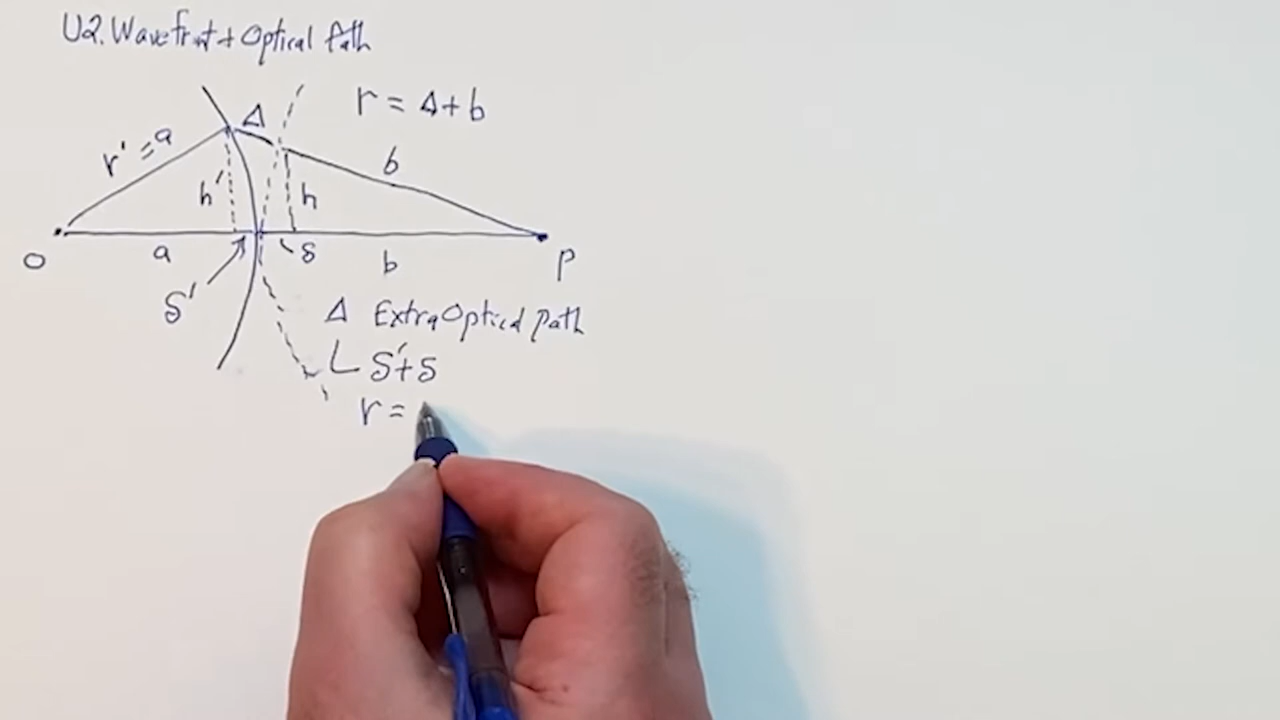 U2. Wavefront + Optical Path
r = Δ + b
r' = a
Δ
b
h'
h
a
δ
b
O
P
δ'
Δ Extra Optical Path
δ' + δ
r =